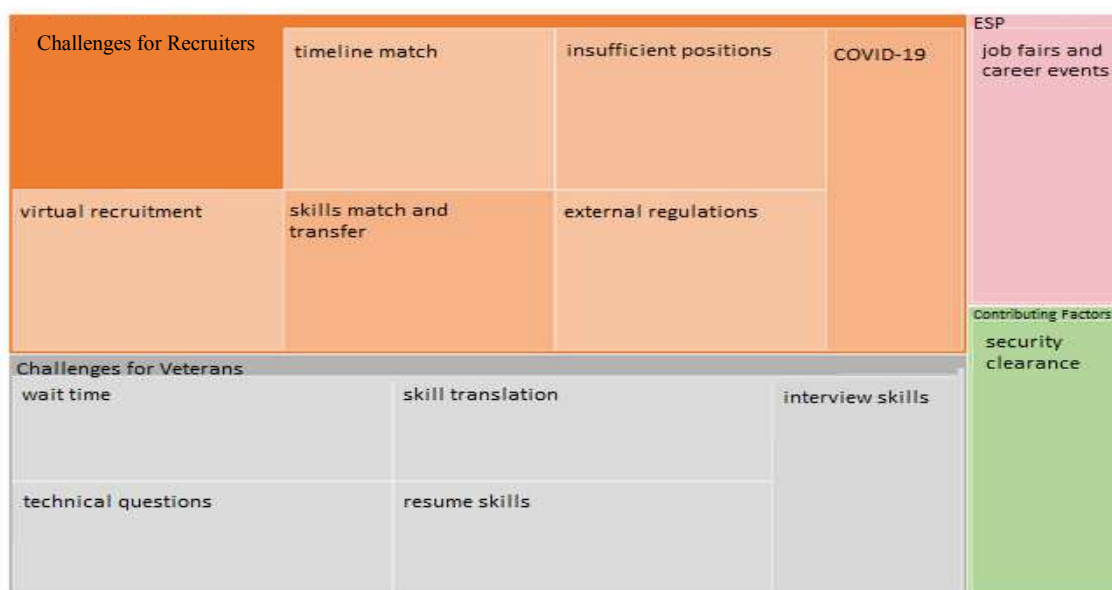 Challenges for Recruiters
timeline match
insufficient positions
COVID-19
virtual recruitment
skills match and
transfer
external regulations
ESP
job fairs and
career events
Challenges for Veterans
wait time
skill translation
interview skills
technical questions
resume skills
Contributing Factors
security
clearance